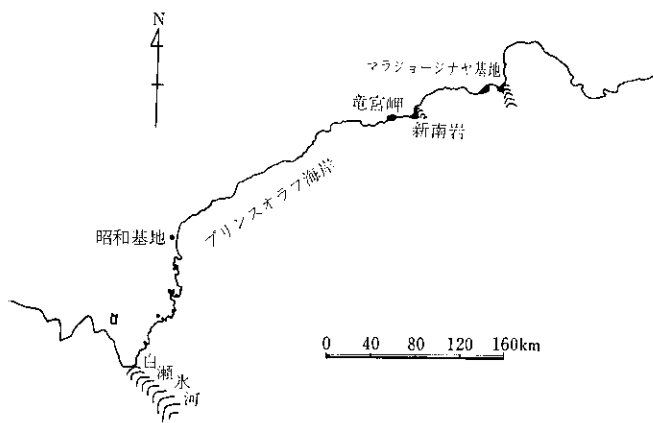 N
マラジョージナヤ基地
竜宮岬
新南岩
プリンスオラフ海岸
昭和基地
白瀬氷河
0 40 80 120 160km